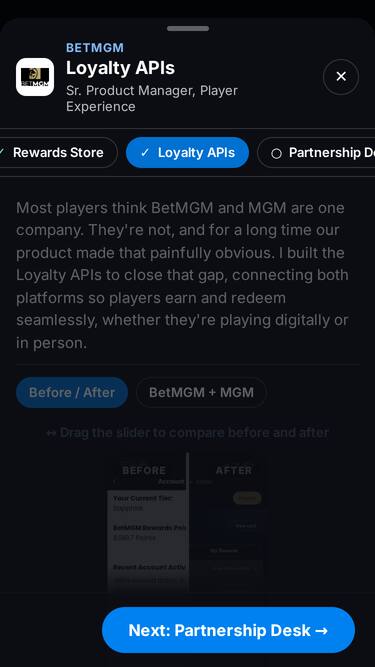 BETMGM
Loyalty APIs
Sr. Product Manager, Player
Experience
BETMGM
✓ Rewards Store
✓ Loyalty APIs
Partnership De
Most players think BetMGM and MGM are one
company. They're not, and for a long time our
product made that painfully obvious. I built the
Loyalty APIs to close that gap, connecting both
platforms so players earn and redeem
seamlessly, whether they're playing digitally or
in person.
Before / After
BetMGM + MGM
↔ Drag the slider to compare before and after
BEFORE
AFTER
Account
Your Current Tier:
Sapphire
BetMGM Rewards Poin
Recent Account Activ
Next: Partnership Desk →